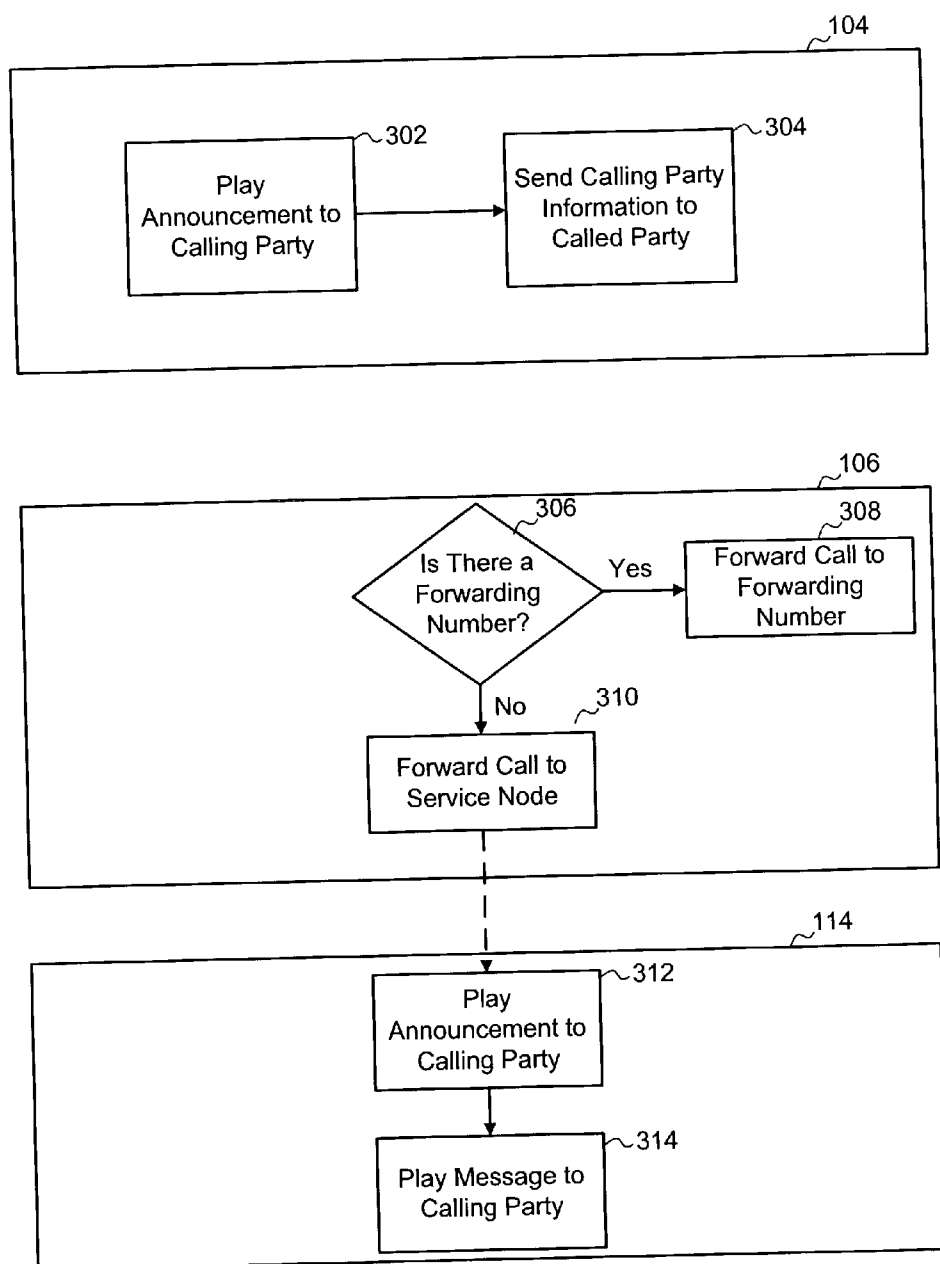 104
302
304
Play
Announcement to
Calling Party
Send Calling Party
Information to
Called Party
106
306
308
Is There a
Forwarding
Number?
Yes
Forward Call to
Forwarding
Number
No
310
Forward Call to
Service Node
114
312
Play
Announcement to
Calling Party
314
Play Message to
Calling Party